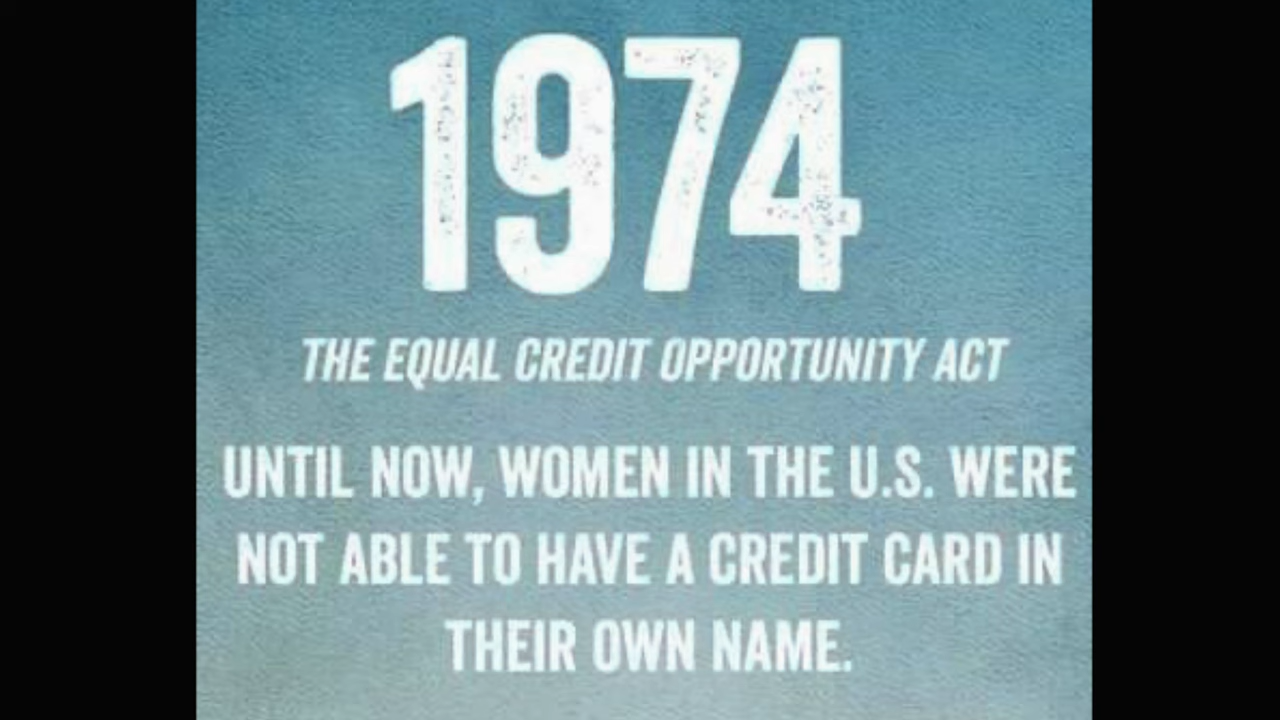 1974
THE EQUAL CREDIT OPPORTUNITY ACT
UNTIL NOW, WOMEN IN THE U.S. WERE
NOT ABLE TO HAVE A CREDIT CARD IN
THEIR OWN NAME.